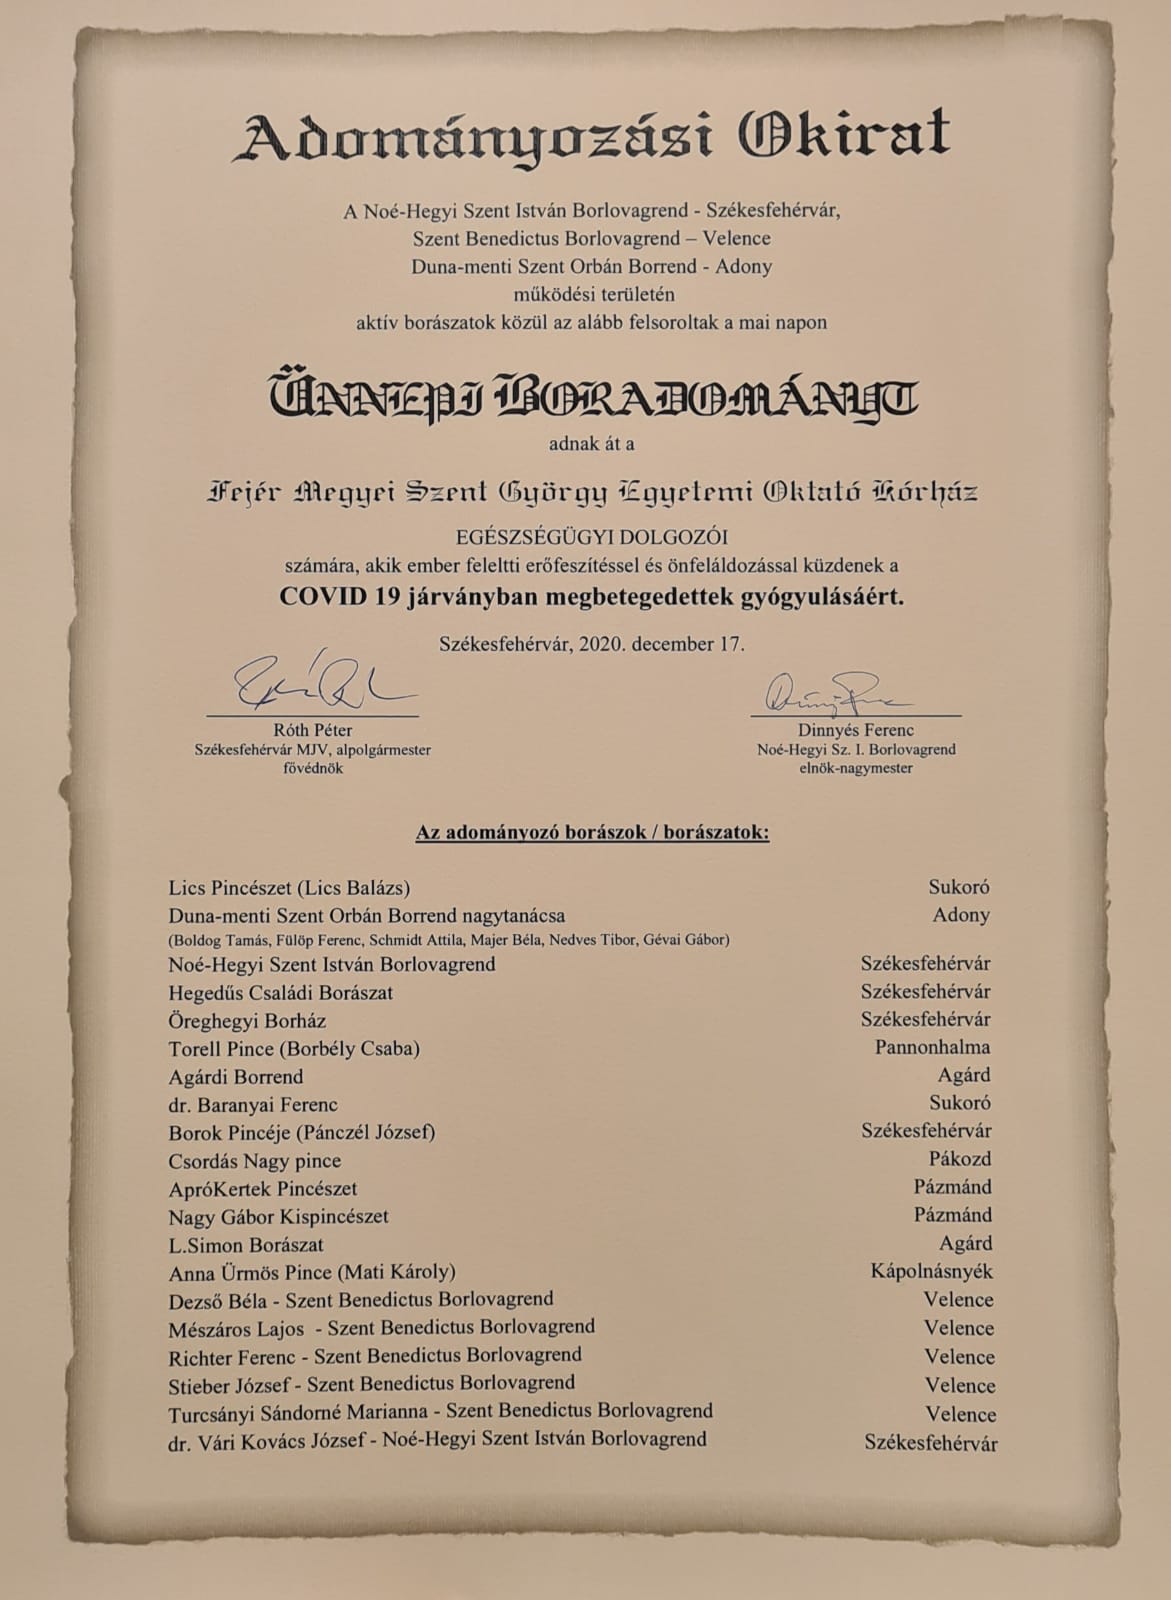 Adományozási Okirat
A Noé-Hegyi Szent István Borlovagrend - Székesfehérvár,
Szent Benedictus Borlovagrend – Velence
Duna-menti Szent Orbán Borrend - Adony
működési területén
aktív borászatok közül az alább felsoroltak a mai napon
ÜNNEPI BORADOMÁNYT
adnak át a
Fejér Megyei Szent György Egyetemi Oktató Kórház
EGÉSZSÉGÜGYI DOLGOZÓI
számára, akik ember feleltti erőfeszítéssel és önfeláldozással küzdenek a
COVID 19 járványban megbetegedettek gyógyulásáért.
Székesfehérvár, 2020. december 17.
Róth Péter
Székesfehérvár MJV, alpolgármester
fővédnök
Dinnyés Ferenc
Noé-Hegyi Sz. I. Borlovagrend
elnök-nagymester
Az adományozó borászok / borászatok:
Lics Pincészet (Lics Balázs) Sukoró
Duna-menti Szent Orbán Borrend nagytanácsa Adony
(Boldog Tamás, Fülöp Ferenc, Schmidt Attila, Majer Béla, Nedves Tibor, Gévai Gábor)
Noé-Hegyi Szent István Borlovagrend Székesfehérvár
Hegedűs Családi Borászat Székesfehérvár
Öreghegyi Borház Székesfehérvár
Torell Pince (Borbély Csaba) Pannonhalma
Agárdi Borrend Agárd
dr. Baranyai Ferenc Sukoró
Borok Pincéje (Pánczél József) Székesfehérvár
Csordás Nagy pince Pákozd
ApróKertek Pincészet Pázmánd
Nagy Gábor Kispincészet Pázmánd
L.Simon Borászat Agárd
Anna Ürmös Pince (Mati Károly) Kápolnásnyék
Dezső Béla - Szent Benedictus Borlovagrend Velence
Mészáros Lajos - Szent Benedictus Borlovagrend Velence
Richter Ferenc - Szent Benedictus Borlovagrend Velence
Stieber József - Szent Benedictus Borlovagrend Velence
Turcsányi Sándorné Marianna - Szent Benedictus Borlovagrend Velence
dr. Vári Kovács József - Noé-Hegyi Szent István Borlovagrend Székesfehérvár